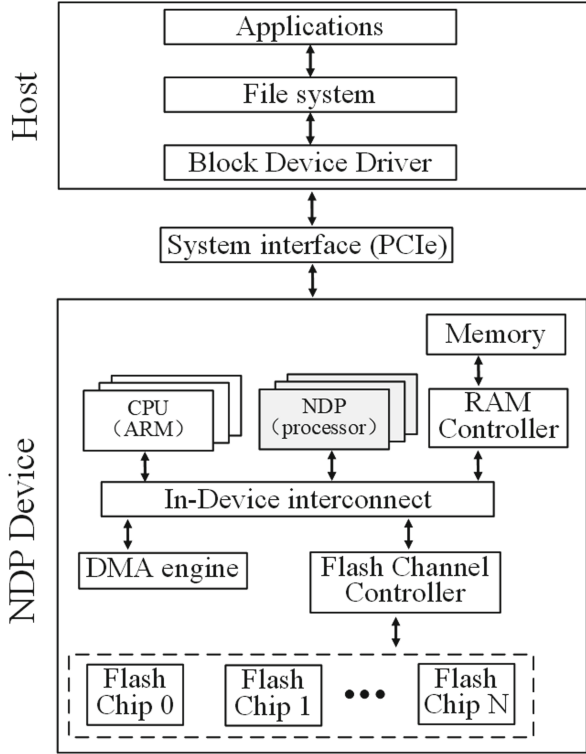 Host
Applications
File system
Block Device Driver
System interface (PCIe)
NDP Device
Memory
CPU
（ARM）
NDP
(processor)
RAM
Controller
In-Device interconnect
DMA engine
Flash Channel
Controller
Flash
Chip 0
Flash
Chip 1
•••
Flash
Chip N